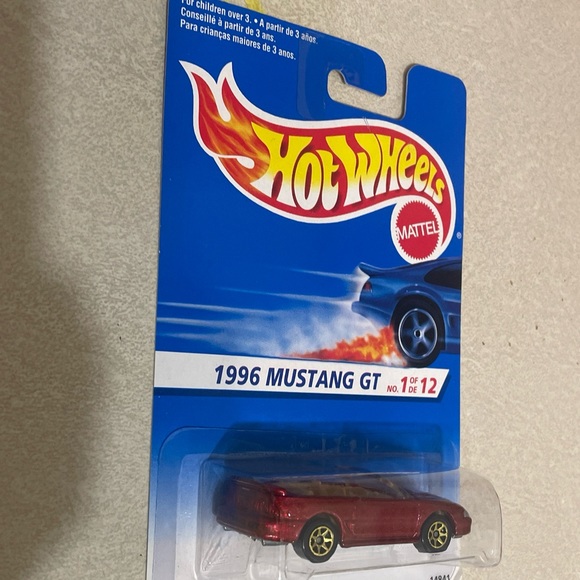 For children over 3. • A partir de 3 años.
Conseillé à partir de 3 ans.
Para crianças maiores de 3 anos.
HOT WHEELS
MATTEL
®
1996 MUSTANG GT NO. 1 OF DE 12